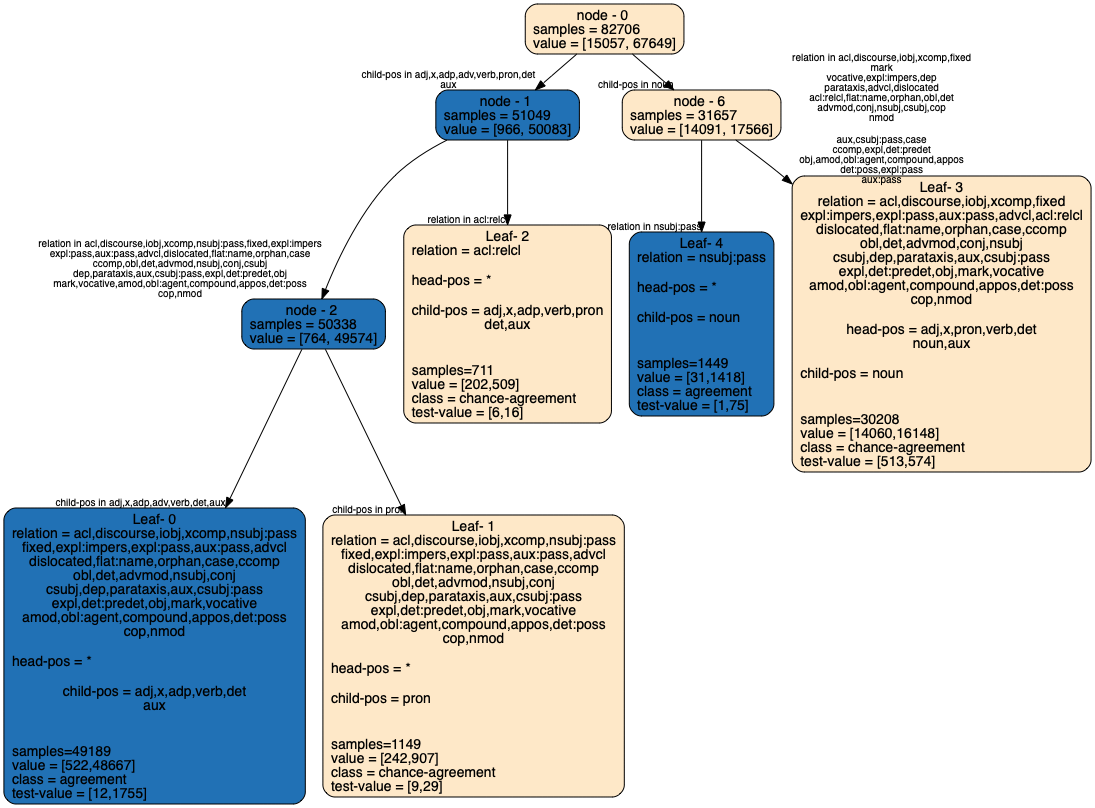 node - 0
samples = 82706
value = [15057, 67649]
child-pos in adj,x,adp,adv,verb,pron,det
aux
child-pos in noun
relation in acl,discourse,iobj,xcomp,fixed
mark
vocative,expl:impers,dep
parataxis,advcl,dislocated
acl:relcl,flat:name,orphan,obl,det
advmod,conj,nsubj,csubj,cop
nmod
aux,csubj:pass,case
ccomp,expl,det:predet
obj,amod,obl:agent,compound,appos
det:poss,expl:pass
aux:pass
node - 1
samples = 51049
value = [966, 50083]
node - 6
samples = 31657
value = [14091, 17566]
relation in acl,discourse,iobj,xcomp,nsubj:pass,fixed,expl:impers
expl:pass,aux:pass,advcl,dislocated,flat:name,orphan,case
ccomp,obl,det,advmod,nsubj,conj,csubj
dep,parataxis,aux,csubj:pass,expl,det:predet,obj
mark,vocative,amod,obl:agent,compound,appos,det:poss
cop,nmod
relation in acl:relcl
relation in nsubj:pass
node - 2
samples = 50338
value = [764, 49574]
Leaf- 2
relation = acl:relcl
head-pos = *
child-pos = adj,x,adp,verb,pron
det,aux
samples=711
value = [202,509]
class = chance-agreement
test-value = [6,16]
Leaf- 4
relation = nsubj:pass
head-pos = *
child-pos = noun
samples=1449
value = [31,1418]
class = agreement
test-value = [1,75]
Leaf- 3
relation = acl,discourse,iobj,xcomp,fixed
expl:impers,expl:pass,aux:pass,advcl,acl:relcl
dislocated,flat:name,orphan,case,ccomp
obl,det,advmod,conj,nsubj
csubj,dep,parataxis,aux,csubj:pass
expl,det:predet,obj,mark,vocative
amod,obl:agent,compound,appos,det:poss
cop,nmod
head-pos = adj,x,pron,verb,det
noun,aux
child-pos = noun
samples=30208
value = [14060,16148]
class = chance-agreement
test-value = [513,574]
child-pos in adj,x,adp,adv,verb,det,aux
child-pos in pron
Leaf- 0
relation = acl,discourse,iobj,xcomp,nsubj:pass
fixed,expl:impers,expl:pass,aux:pass,advcl
dislocated,flat:name,orphan,case,ccomp
obl,det,advmod,nsubj,conj
csubj,dep,parataxis,aux,csubj:pass
expl,det:predet,obj,mark,vocative
amod,obl:agent,compound,appos,det:poss
cop,nmod
head-pos = *
child-pos = adj,x,adp,verb,det
aux
samples=49189
value = [522,48667]
class = agreement
test-value = [12,1755]
Leaf- 1
relation = acl,discourse,iobj,xcomp,nsubj:pass
fixed,expl:impers,expl:pass,aux:pass,advcl
dislocated,flat:name,orphan,case,ccomp
obl,det,advmod,nsubj,conj
csubj,dep,parataxis,aux,csubj:pass
expl,det:predet,obj,mark,vocative
amod,obl:agent,compound,appos,det:poss
cop,nmod
head-pos = *
child-pos = pron
samples=1149
value = [242,907]
class = chance-agreement
test-value = [9,29]